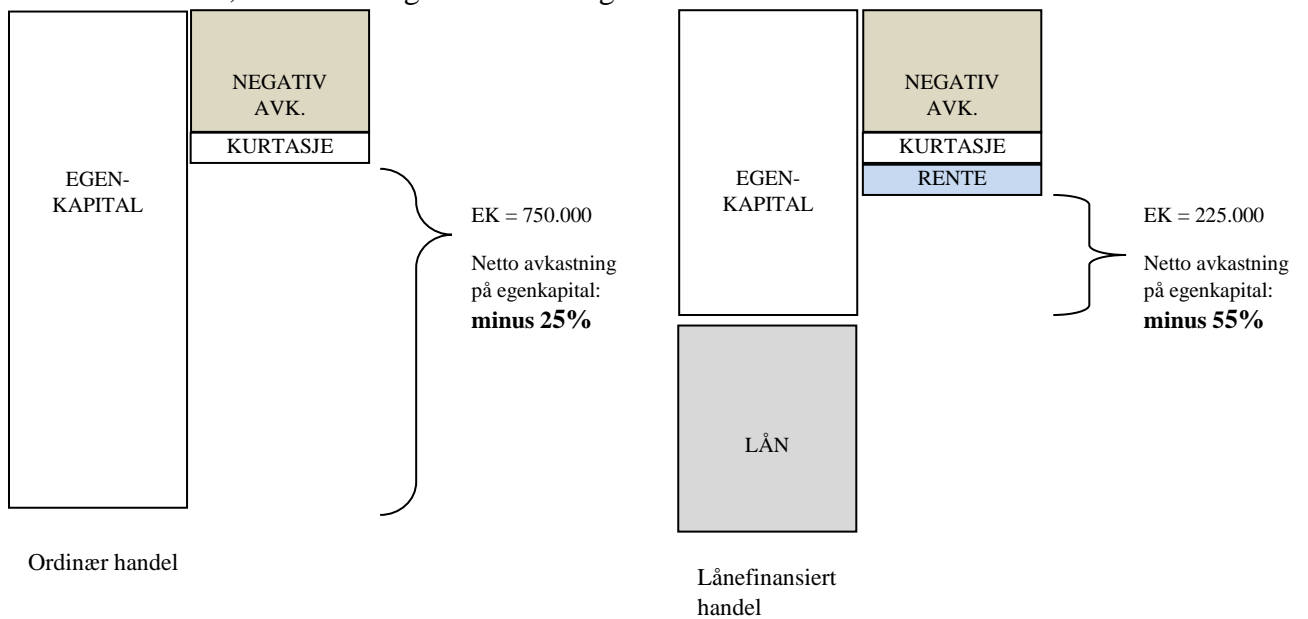 NEGATIV
AVK.
KURTASJE
EGEN-
KAPITAL
EK = 750.000
Netto avkastning
på egenkapital:
minus 25%
Ordinær handel
NEGATIV
AVK.
KURTASJE
RENTE
EGEN-
KAPITAL
EK = 225.000
Netto avkastning
på egenkapital:
minus 55%
LÅN
Lånefinansiert
handel